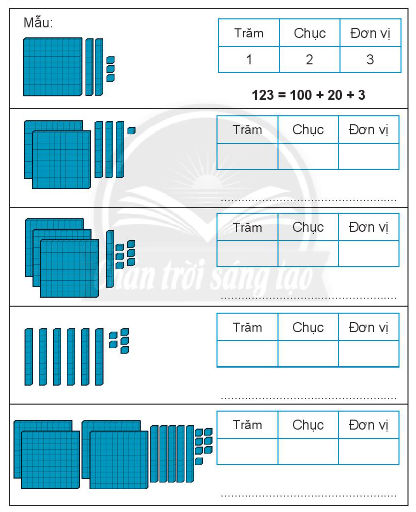 Mẫu:
Trăm Chục Đơn vị
1 2 3
123 = 100 + 20 + 3
Trăm Chục Đơn vị
Trăm Chục Đơn vị
Chân trời sáng tạo
Trăm Chục Đơn vị
Trăm Chục Đơn vị